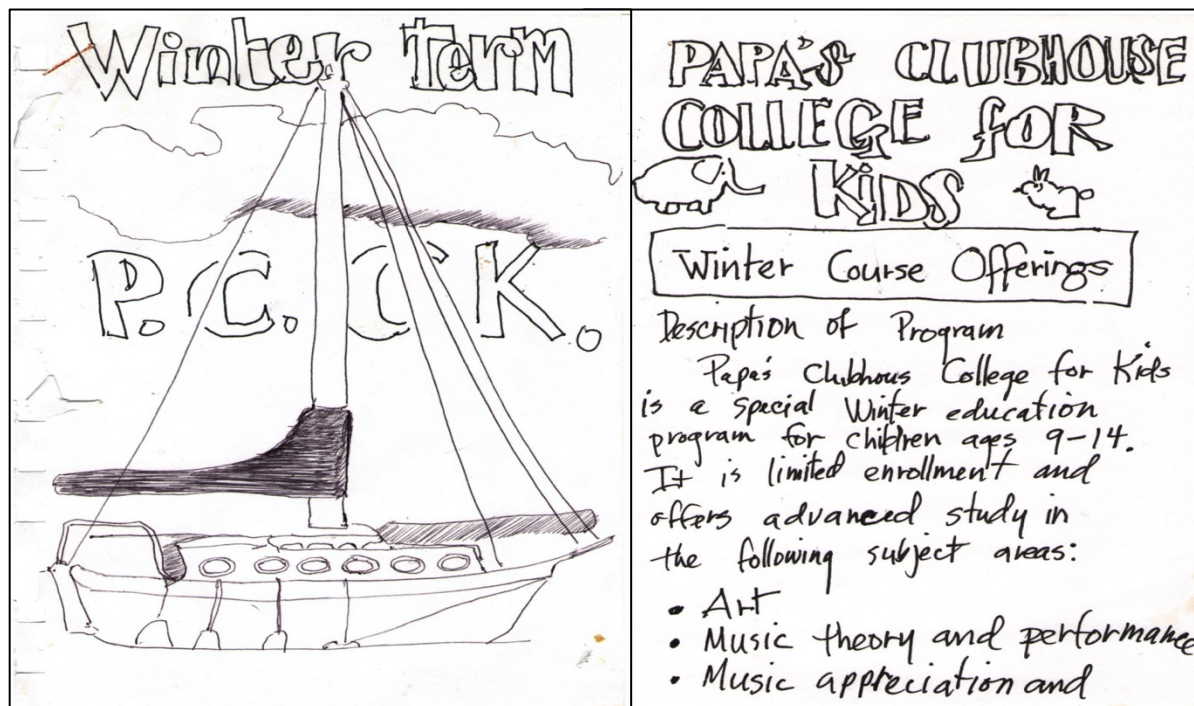 Winter Term
P.C.C.K.
PAPA'S CLUBHOUSE
COLLEGE for
KiDS
Winter Course Offerings
Description of Program
Papa's Clubhous College for Kids
is a special Winter education
program for children ages 9-14.
It is limited enrollment and
offers advanced study in
the following subject areas:
• Art
• Music theory and performance
• Music appreciation and